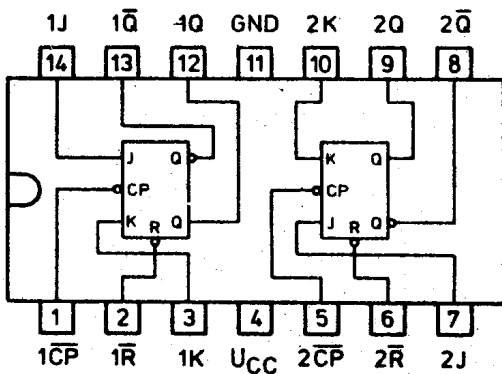 1J 1Q̅ 1Q GND 2K 2Q 2Q̅
14 13 12 11 10 9 8
J Q K Q
CP CP
K R Q J R Q
1 2 3 4 5 6 7
1C̅P̅ 1R̅ 1K UCC 2C̅P̅ 2R̅ 2J